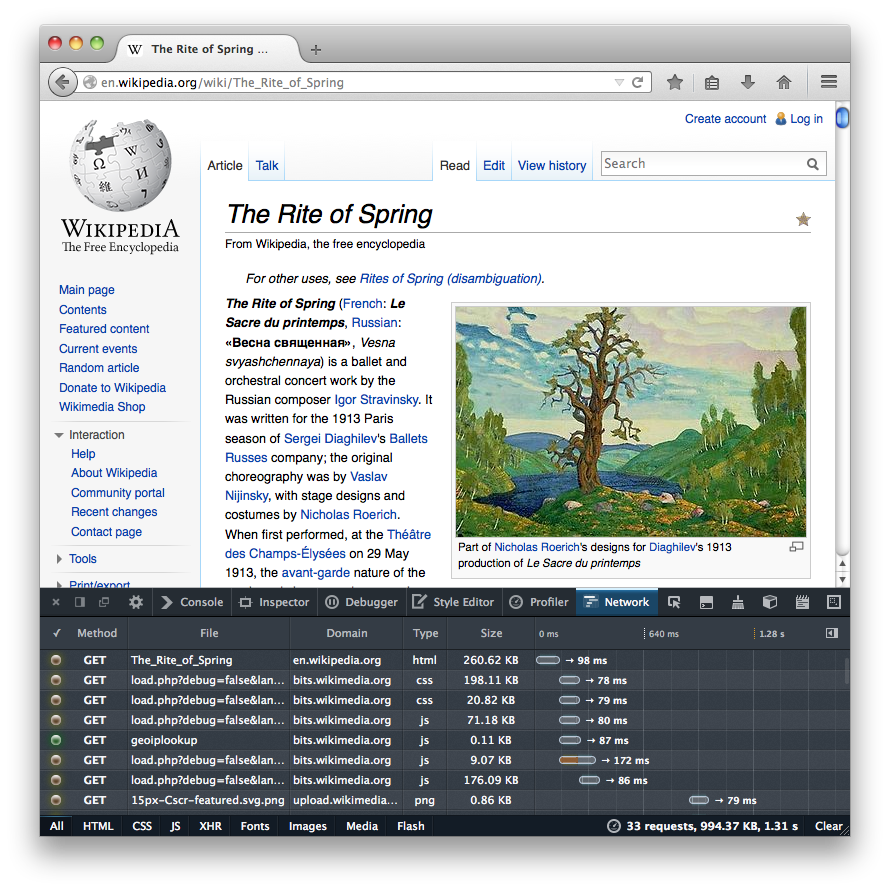 The Rite of Spring ...
en.wikipedia.org/wiki/The_Rite_of_Spring
Create account Log in
Article Talk Read Edit View history Search
WIKIPEDIA
The Free Encyclopedia
Main page
Contents
Featured content
Current events
Random article
Donate to Wikipedia
Wikimedia Shop
Interaction
Help
About Wikipedia
Community portal
Recent changes
Contact page
Tools
Print/export
The Rite of Spring
From Wikipedia, the free encyclopedia
For other uses, see Rites of Spring (disambiguation).
The Rite of Spring (French: Le
Sacre du printemps, Russian:
«Весна священная», Vesna
svyashchennaya) is a ballet and
orchestral concert work by the
Russian composer Igor Stravinsky. It
was written for the 1913 Paris
season of Sergei Diaghilev's Ballets
Russes company; the original
choreography was by Vaslav
Nijinsky, with stage designs and
costumes by Nicholas Roerich.
When first performed, at the Théâtre
des Champs-Élysées on 29 May
1913, the avant-garde nature of the
Part of Nicholas Roerich's designs for Diaghilev's 1913
production of Le Sacre du printemps
Console Inspector Debugger Style Editor Profiler Network
✓ Method File Domain Type Size 0 ms 640 ms 1.28 s
GET The_Rite_of_Spring en.wikipedia.org html 260.62 KB → 98 ms
GET load.php?debug=false&lan... bits.wikimedia.org css 198.11 KB → 78 ms
GET load.php?debug=false&lan... bits.wikimedia.org css 20.82 KB → 79 ms
GET load.php?debug=false&lan... bits.wikimedia.org js 71.18 KB → 80 ms
GET geoiplookup bits.wikimedia.org js 0.11 KB → 87 ms
GET load.php?debug=false&lan... bits.wikimedia.org js 9.07 KB → 172 ms
GET load.php?debug=false&lan... bits.wikimedia.org js 176.09 KB → 86 ms
GET 15px-Cscr-featured.svg.png upload.wikimedia... png 0.86 KB → 79 ms
All HTML CSS JS XHR Fonts Images Media Flash 33 requests, 994.37 KB, 1.31 s Clear